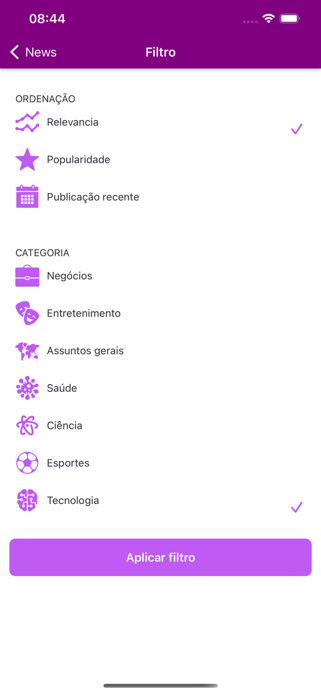 08:44
News
Filtro
ORDENAÇÃO
Relevancia
Popularidade
Publicação recente
CATEGORIA
Negócios
Entretenimento
Assuntos gerais
Saúde
Ciência
Esportes
Tecnologia
Aplicar filtro